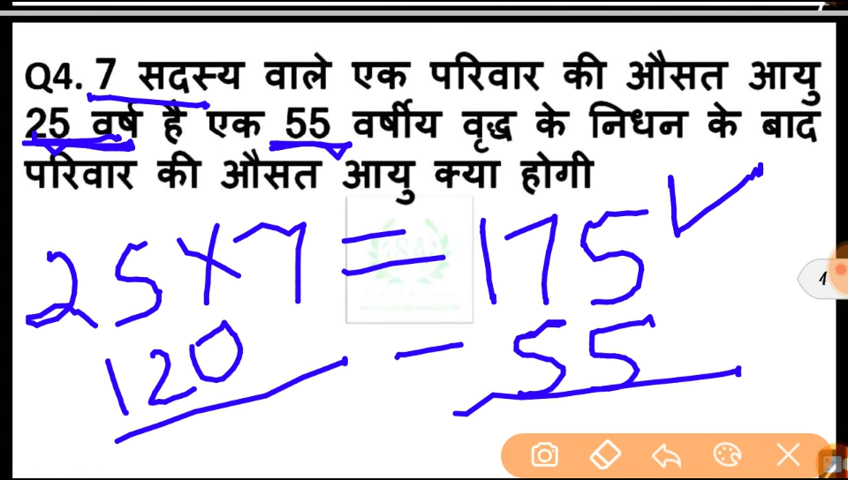 Q4. 7 सदस्य वाले एक परिवार की औसत आयु
25 वर्ष है एक 55 वर्षीय वृद्ध के निधन के बाद
परिवार की औसत आयु क्या होगी
25 × 7 = 175
120 - 55
4